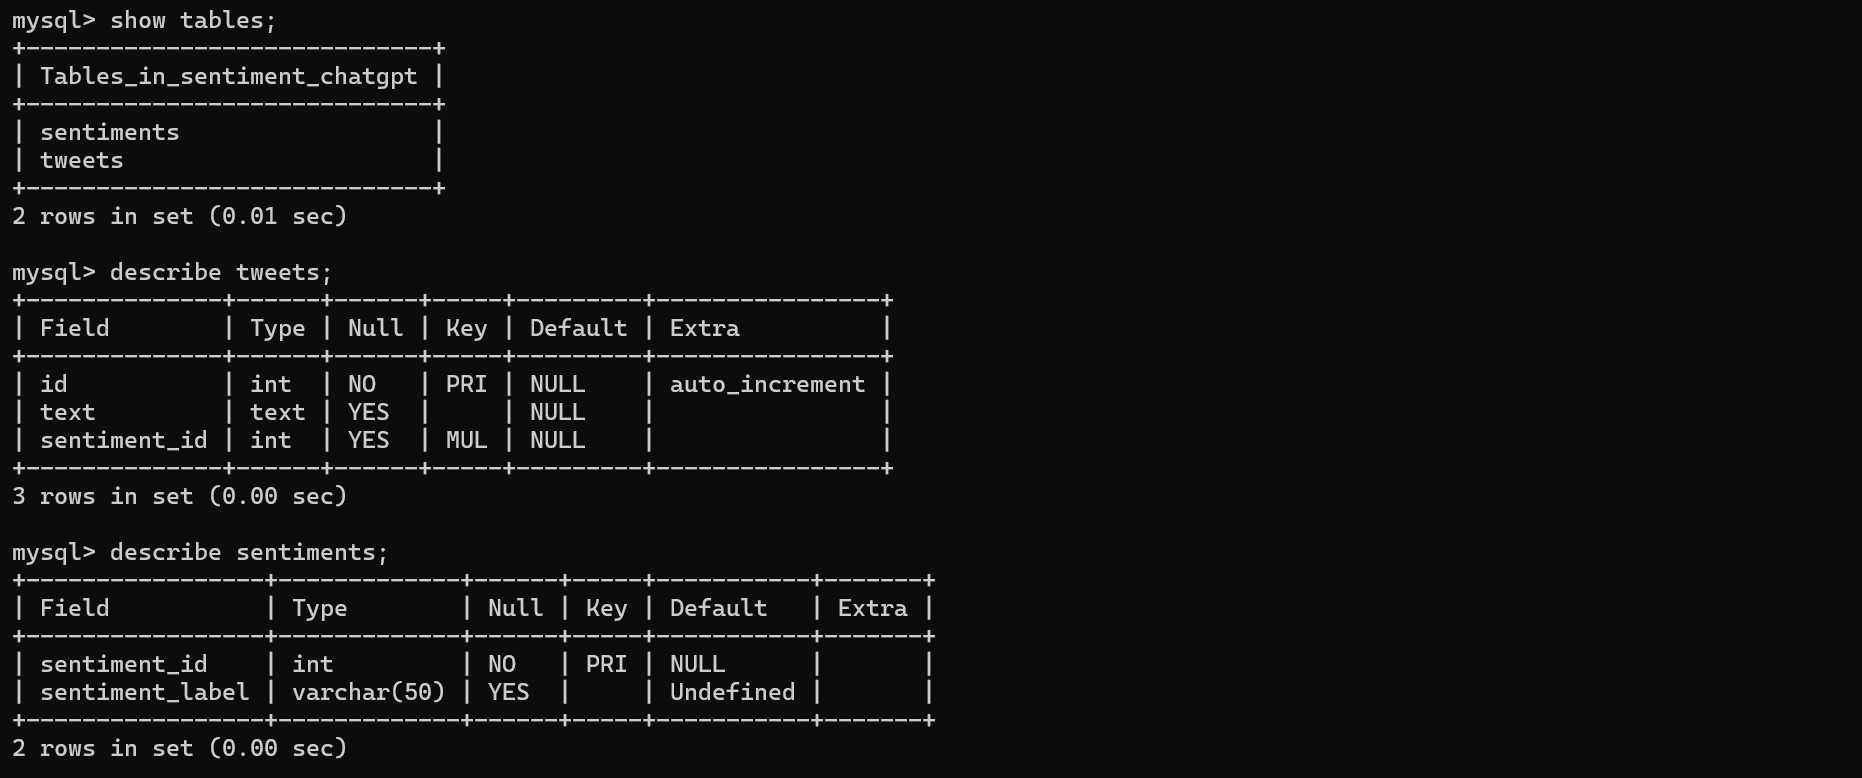 mysql> show tables;
+-----------------------------+
| Tables_in_sentiment_chatgpt |
+-----------------------------+
| sentiments                  |
| tweets                      |
+-----------------------------+
2 rows in set (0.01 sec)

mysql> describe tweets;
+--------------+------+------+-----+---------+----------------+
| Field        | Type | Null | Key | Default | Extra          |
+--------------+------+------+-----+---------+----------------+
| id           | int  | NO   | PRI | NULL    | auto_increment |
| text         | text | YES  |     | NULL    |                |
| sentiment_id | int  | YES  | MUL | NULL    |                |
+--------------+------+------+-----+---------+----------------+
3 rows in set (0.00 sec)

mysql> describe sentiments;
+-----------------+-------------+------+-----+-----------+-------+
| Field           | Type        | Null | Key | Default   | Extra |
+-----------------+-------------+------+-----+-----------+-------+
| sentiment_id    | int         | NO   | PRI | NULL      |       |
| sentiment_label | varchar(50) | YES  |     | Undefined |       |
+-----------------+-------------+------+-----+-----------+-------+
2 rows in set (0.00 sec)